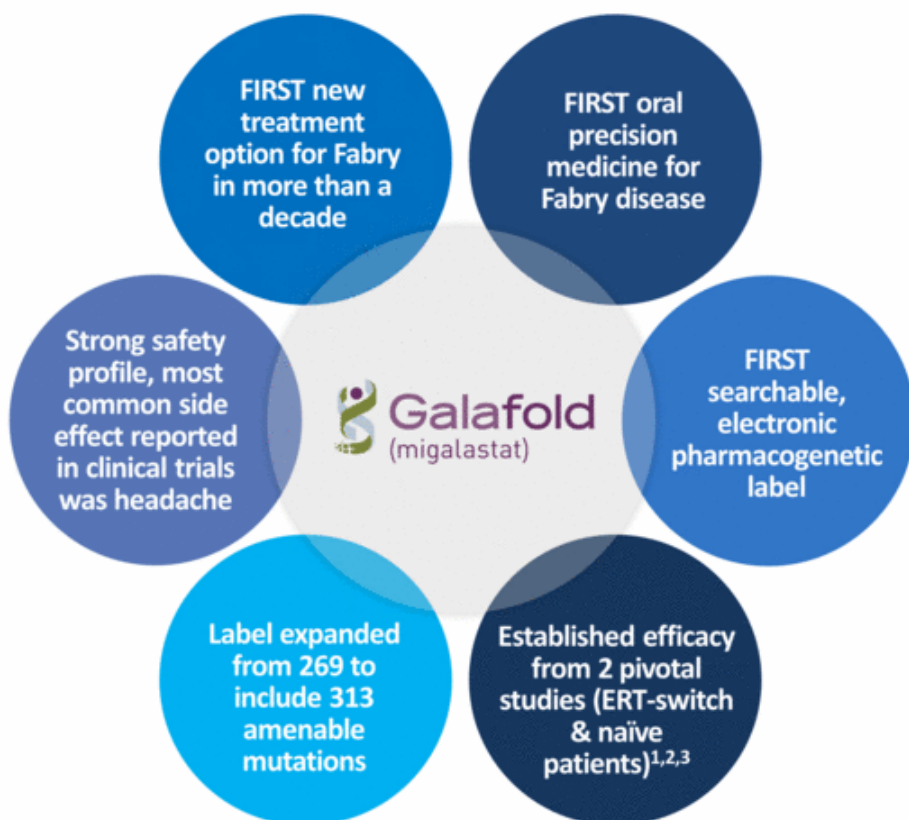 FIRST new
treatment
option for Fabry
in more than a
decade
FIRST oral
precision
medicine for
Fabry disease
Strong safety
profile, most
common side
effect reported
in clinical trials
was headache
Galafold
(migalastat)
FIRST
searchable,
electronic
pharmacogenetic
label
Label expanded
from 269 to
include 313
amenable
mutations
Established efficacy
from 2 pivotal
studies (ERT-switch
& naïve
patients)¹,²,³